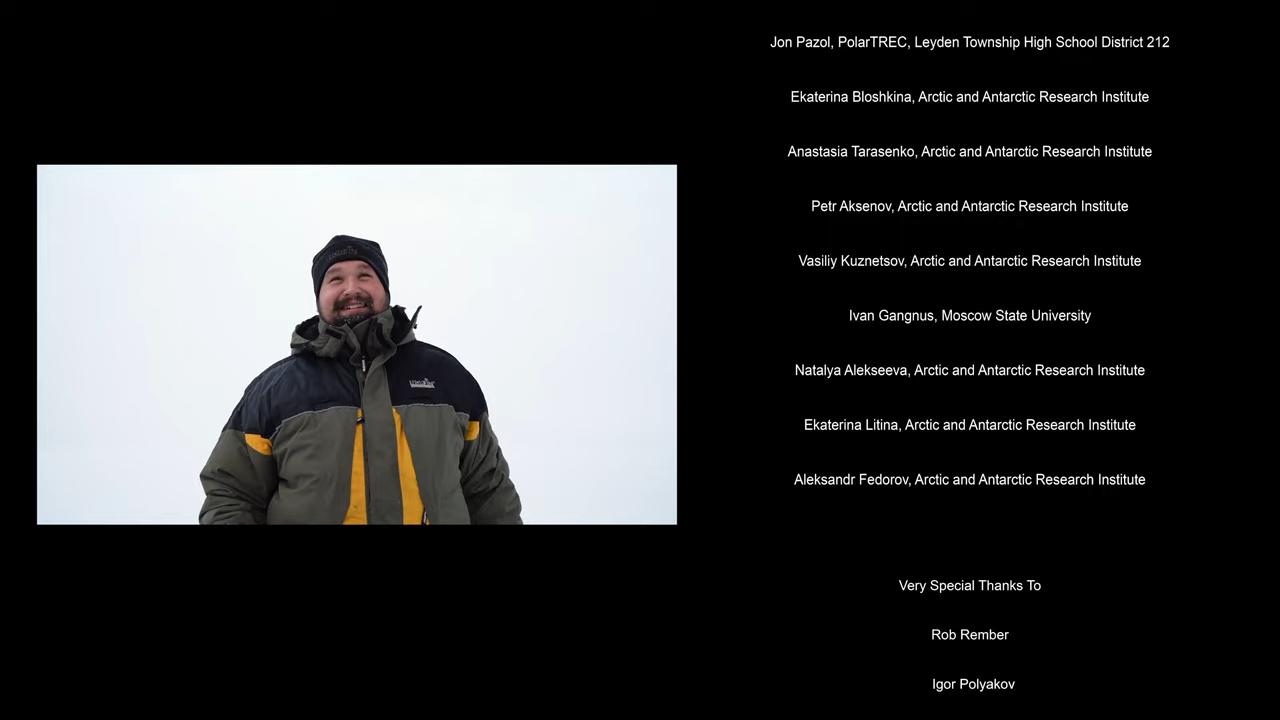 Jon Pazol, PolarTREC, Leyden Township High School District 212
Ekaterina Bloshkina, Arctic and Antarctic Research Institute
Anastasia Tarasenko, Arctic and Antarctic Research Institute
Petr Aksenov, Arctic and Antarctic Research Institute
Vasiliy Kuznetsov, Arctic and Antarctic Research Institute
Ivan Gangnus, Moscow State University
Natalya Alekseeva, Arctic and Antarctic Research Institute
Ekaterina Litina, Arctic and Antarctic Research Institute
Aleksandr Fedorov, Arctic and Antarctic Research Institute
Very Special Thanks To
Rob Rember
Igor Polyakov